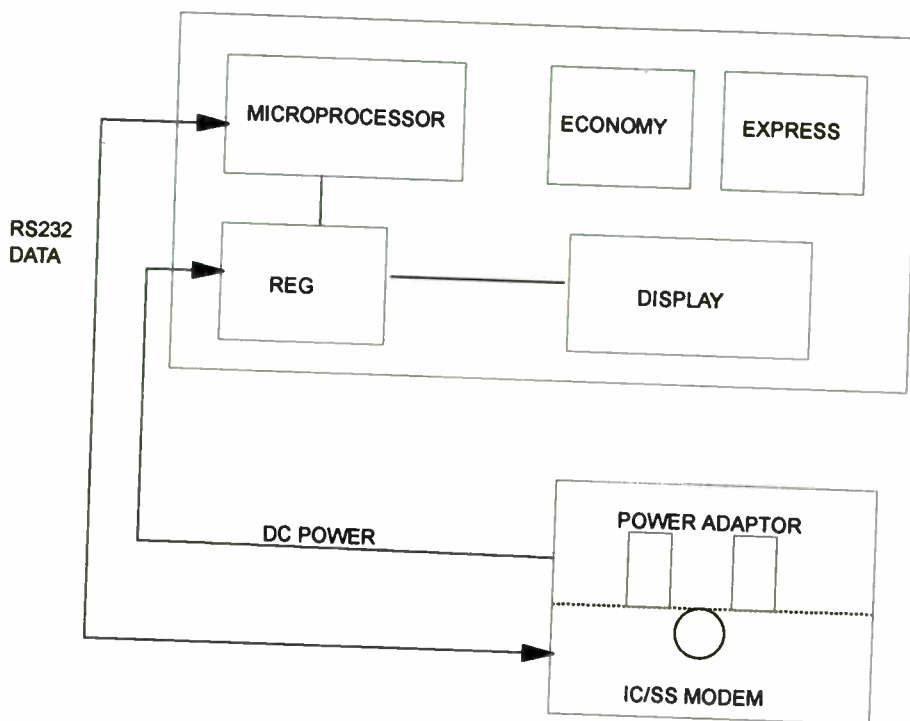 MICROPROCESSOR
ECONOMY
EXPRESS
RS232
DATA
REG
DISPLAY
DC POWER
POWER ADAPTOR
IC/SS MODEM